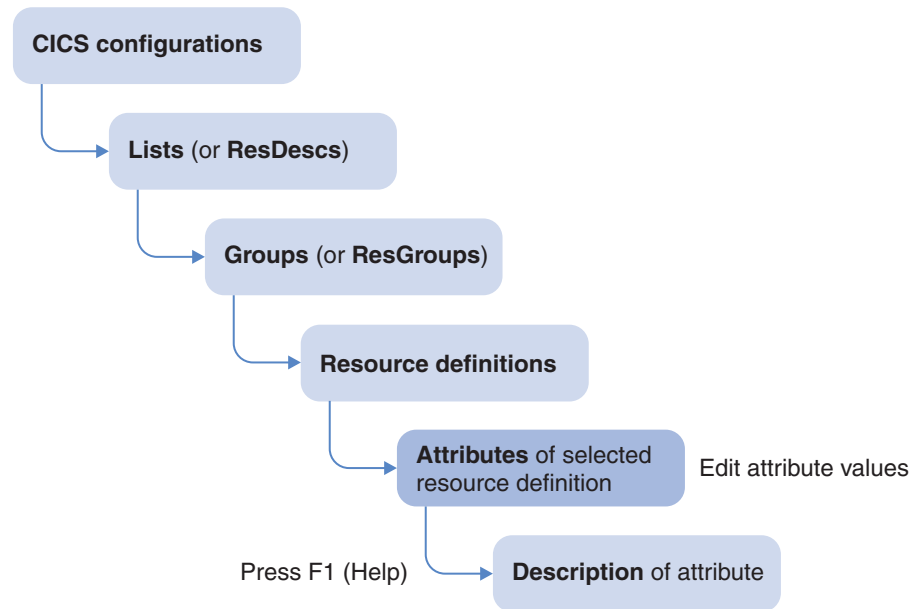 CICS configurations
Lists (or ResDescs)
Groups (or ResGroups)
Resource definitions
Attributes of selected
resource definition
Edit attribute values
Press F1 (Help)
Description of attribute